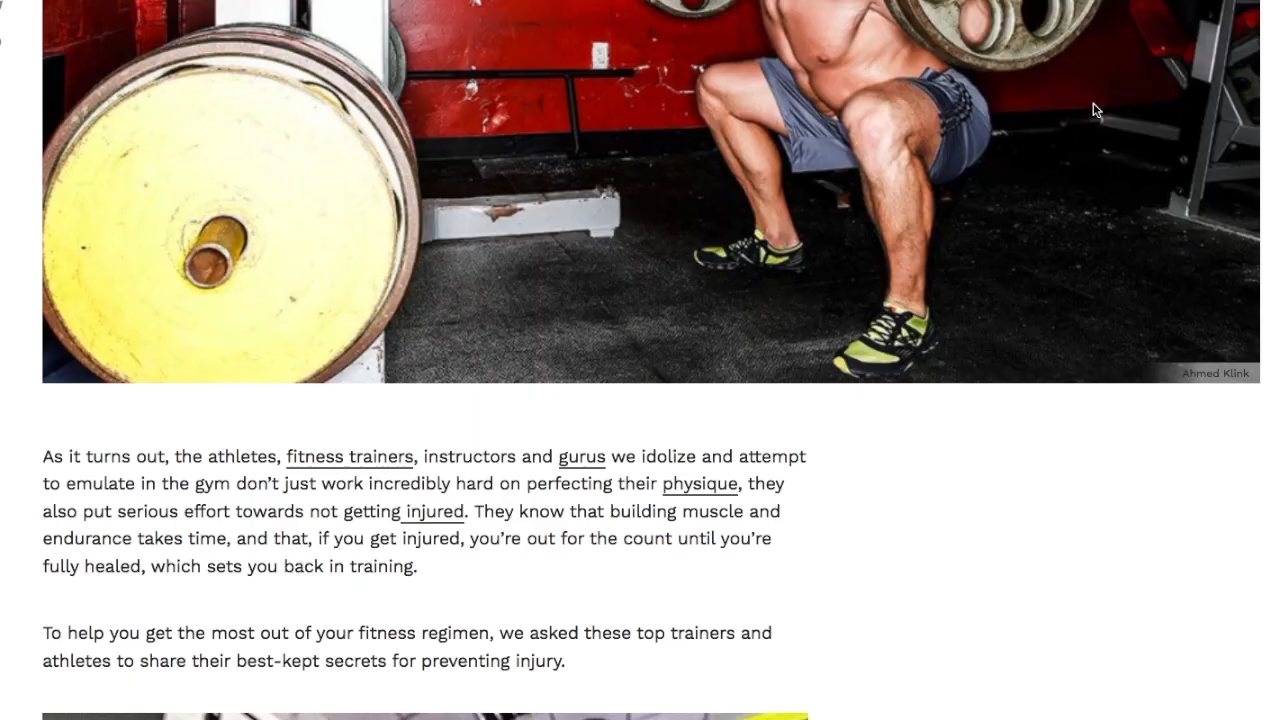 Ahmed Klink
As it turns out, the athletes, fitness trainers, instructors and gurus we idolize and attempt
to emulate in the gym don’t just work incredibly hard on perfecting their physique, they
also put serious effort towards not getting injured. They know that building muscle and
endurance takes time, and that, if you get injured, you’re out for the count until you’re
fully healed, which sets you back in training.
To help you get the most out of your fitness regimen, we asked these top trainers and
athletes to share their best-kept secrets for preventing injury.